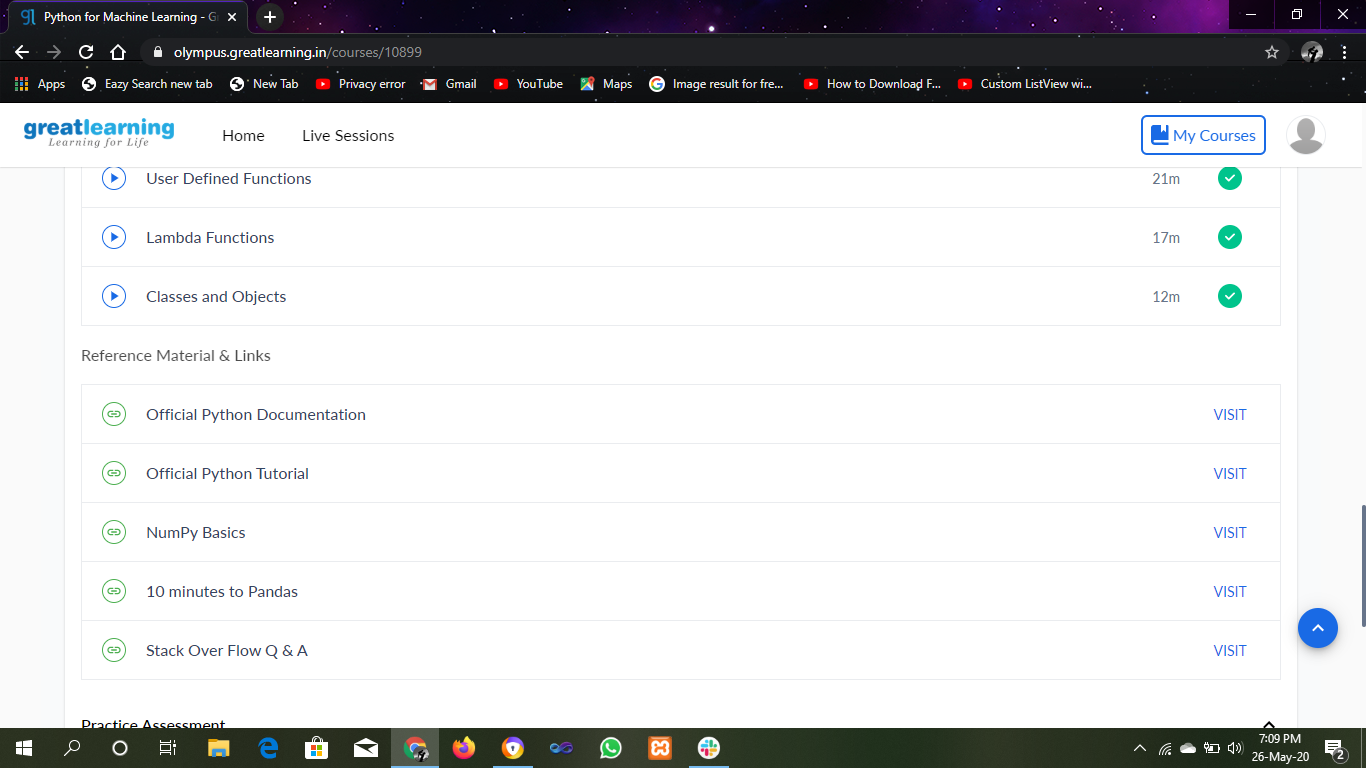 Python for Machine Learning - G
olympus.greatlearning.in/courses/10899
Apps Eazy Search new tab New Tab Privacy error Gmail YouTube Maps Image result for fre... How to Download F... Custom ListView wi...
greatlearning
Learning for Life
Home Live Sessions My Courses
User Defined Functions 21m
Lambda Functions 17m
Classes and Objects 12m
Reference Material & Links
Official Python Documentation VISIT
Official Python Tutorial VISIT
NumPy Basics VISIT
10 minutes to Pandas VISIT
Stack Over Flow Q & A VISIT
Practice Assessment
7:09 PM
26-May-20
2